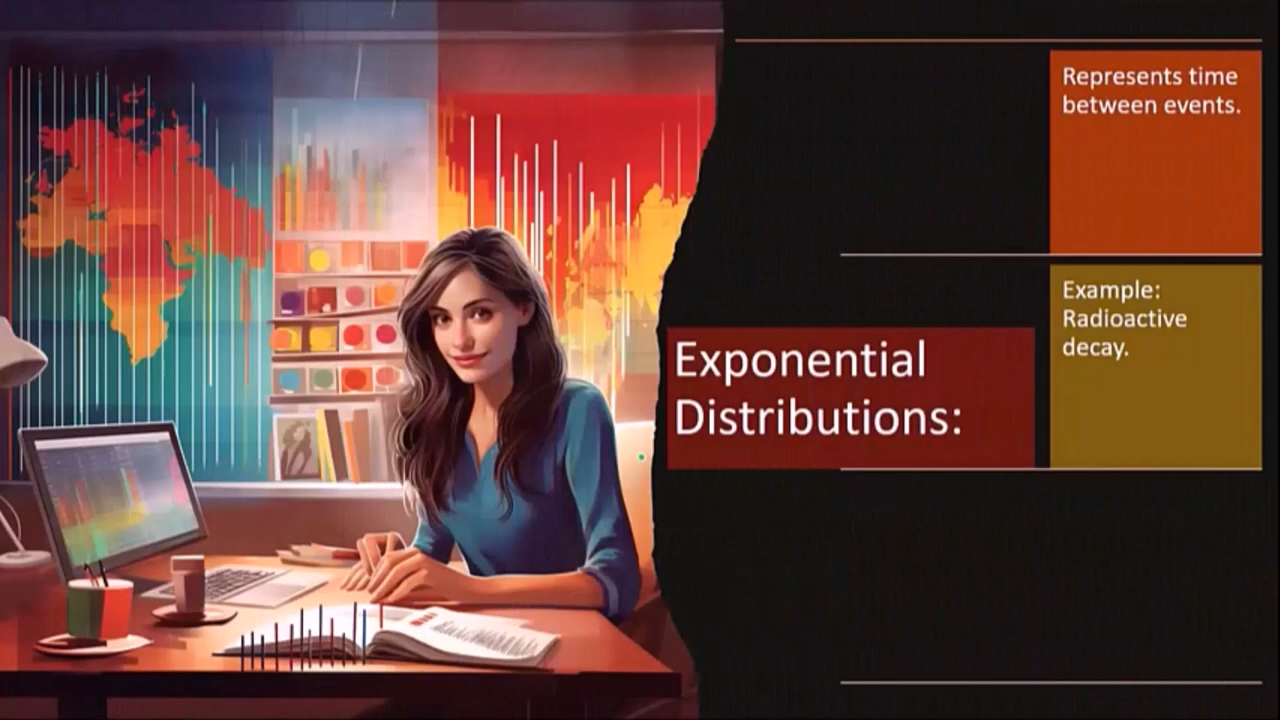 Exponential
Distributions:
Represents time
between events.
Example:
Radioactive
decay.